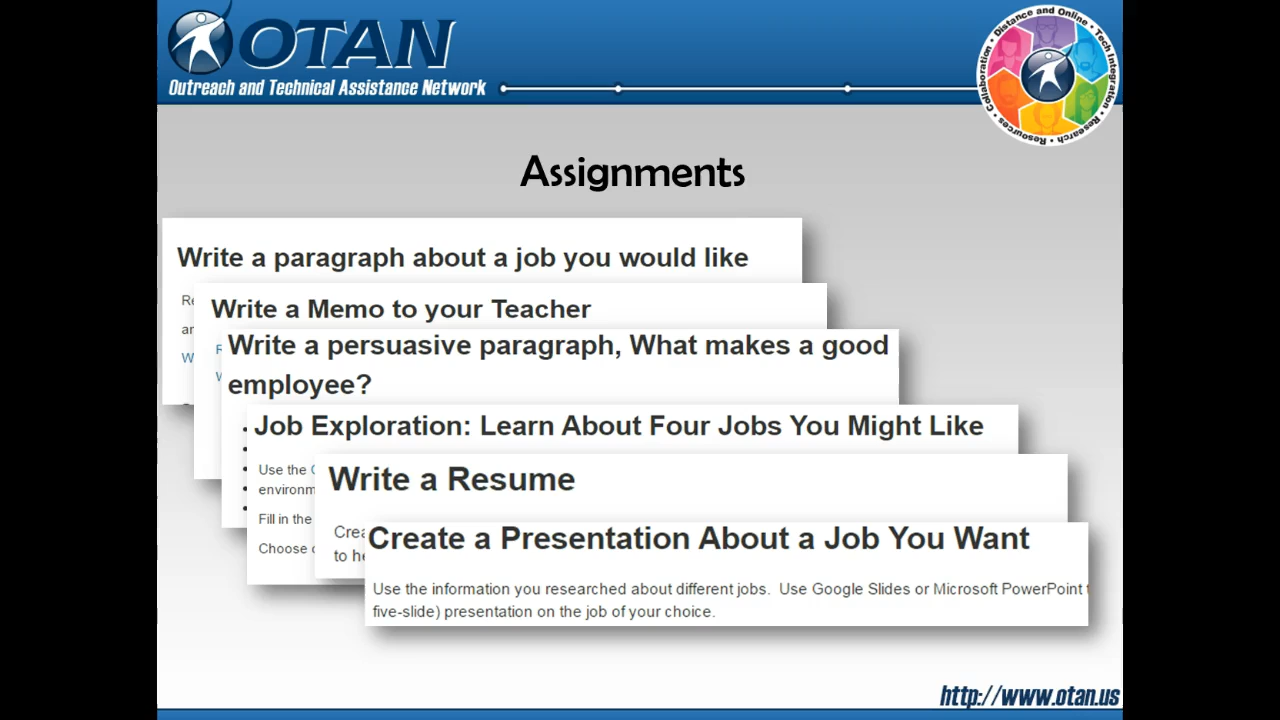 OTAN
Outreach and Technical Assistance Network
Collaboration • Distance and Online • Tech Integration • Research • Resources •
Assignments
Write a paragraph about a job you would like
Write a Memo to your Teacher
Write a persuasive paragraph, What makes a good
employee?
Job Exploration: Learn About Four Jobs You Might Like
Use the
environm
Fill in the
Choose
Write a Resume
Crea
to he
Create a Presentation About a Job You Want
Use the information you researched about different jobs. Use Google Slides or Microsoft PowerPoint
five-slide) presentation on the job of your choice.
http://www.otan.us